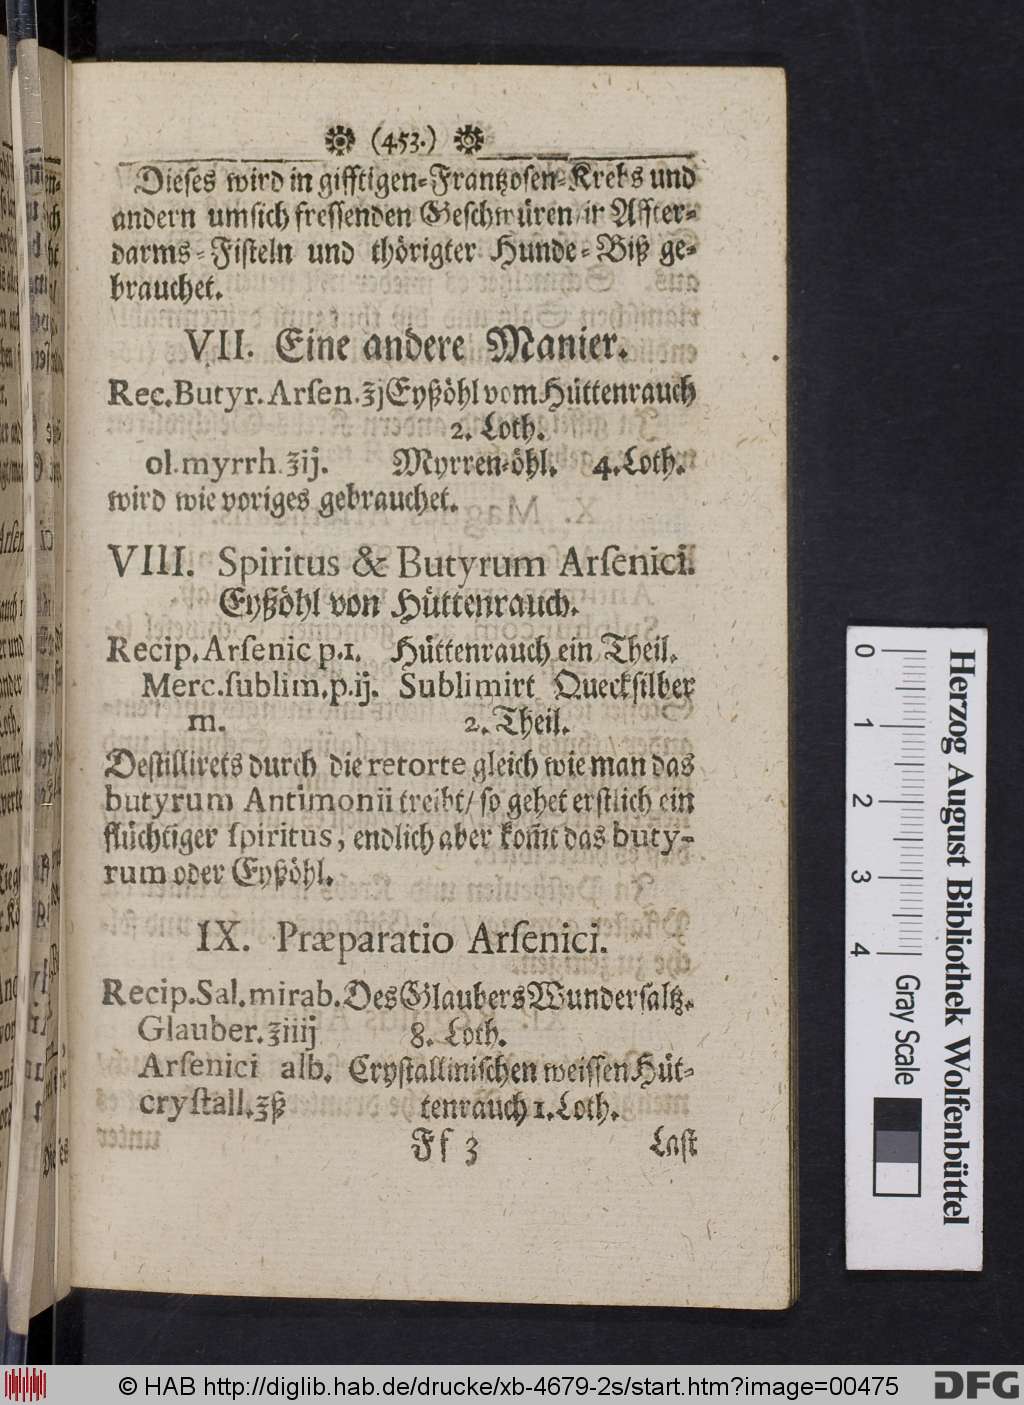 (453.)
Dieses wird in gifftigen-Frantzosen-Krebs und
andern umsich fressenden Geschwüren/in Affter-
darms-Fisteln und thörigter Hunde-Biß ge-
brauchet.
VII. Eine andere Manier.
Rec. Butyr. Arſen. ʒj Eyßöhl vom Hüttenrauch
2. Loth.
ol. myrrh. ʒij. Myrren-öhl. 4. Loth.
wird wie voriges gebrauchet.
VIII. Spiritus & Butyrum Arſenici.
Eyßöhl von Hüttenrauch.
Recip. Arſenic p.1. Hüttenrauch ein Theil.
Merc. ſublim. p. ij. Sublimirt Queckſilber
m. 2. Theil.
Deſtillirets durch die retorte gleich wie man das
butyrum Antimonii treibt/ ſo gehet erſtlich ein
flüchtiger ſpiritus, endlich aber kom̃t das buty-
rum oder Eyßöhl.
IX. Præparatio Arſenici.
Recip. Sal. mirab. Des Glaubers Wunderſaltz.
Glauber. ʒiiij 8. Loth.
Arſenici alb. Cryſtalliniſchen weiſſen Hüt-
cryſtall. ʒß tenrauch 1. Loth.
Ff 3 Laſt
Herzog August Bibliothek Wolfenbüttel
0 1 2 3 4 Gray Scale
© HAB http://diglib.hab.de/drucke/xb-4679-2s/start.htm?image=00475
DFG